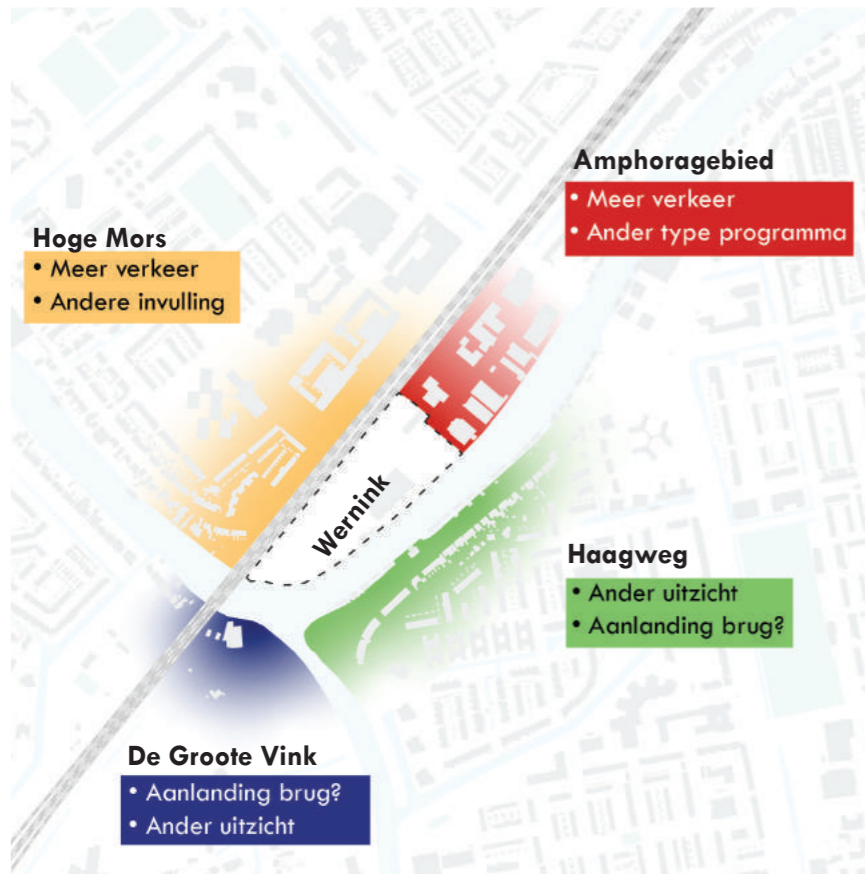 Amphoragebied
• Meer verkeer
• Ander type programma
Hoge Mors
• Meer verkeer
• Andere invulling
Wernink
Haagweg
• Ander uitzicht
• Aanlanding brug?
De Groote Vink
• Aanlanding brug?
• Ander uitzicht